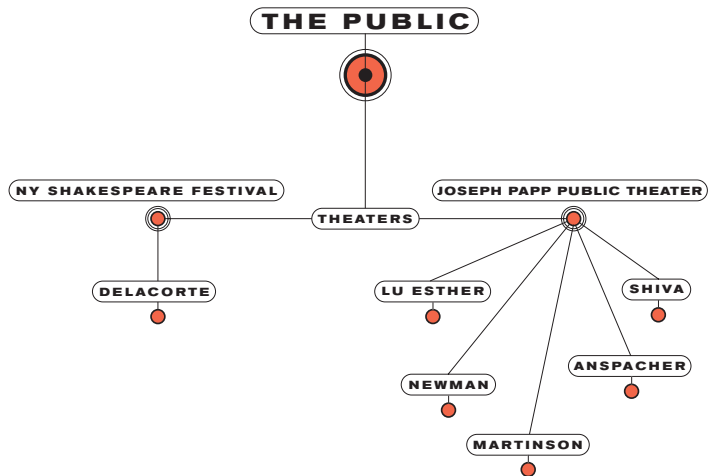 THE PUBLIC
NY SHAKESPEARE FESTIVAL
JOSEPH PAPP PUBLIC THEATER
THEATERS
DELACORTE
LU ESTHER
SHIVA
ANSPACHER
NEWMAN
MARTINSON